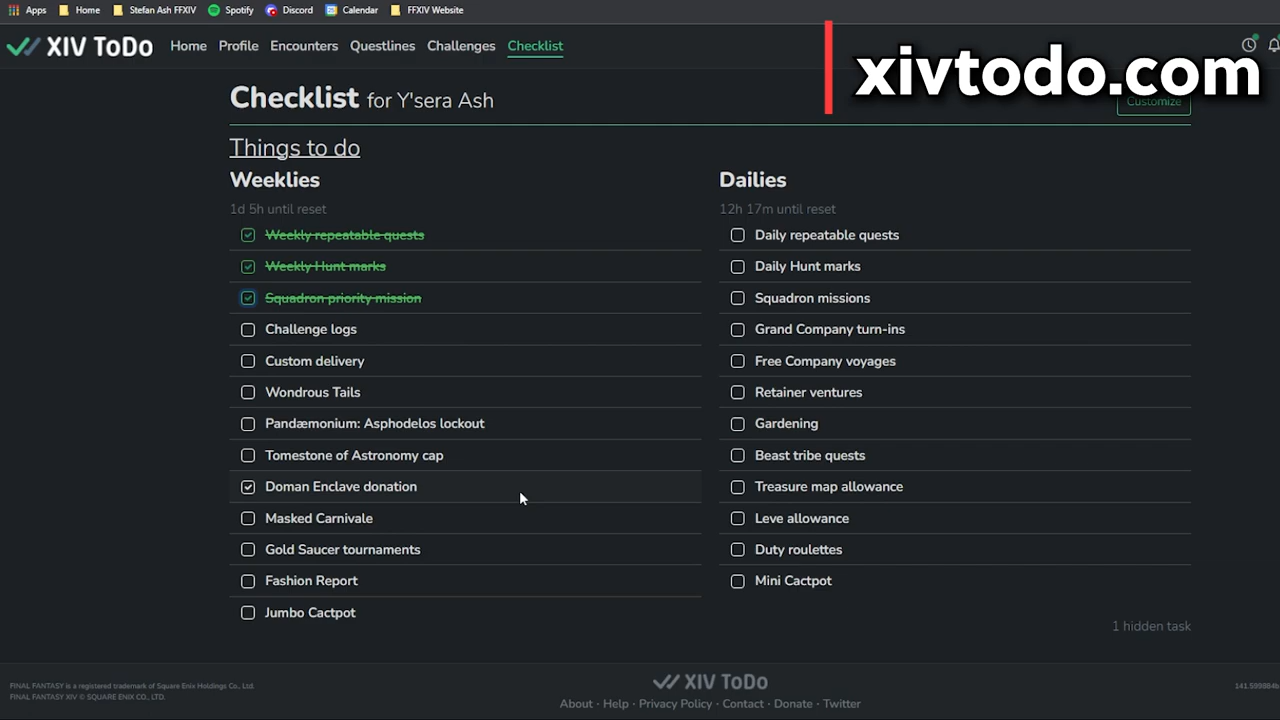 Apps Home Stefan Ash FFXIV Spotify Discord Calendar FFXIV Website
XIV ToDo Home Profile Encounters Questlines Challenges Checklist
xivtodo.com
Checklist for Y'sera Ash
Customize
Things to do
Weeklies
1d 5h until reset
Weekly repeatable quests
Weekly Hunt marks
Squadron priority mission
Challenge logs
Custom delivery
Wondrous Tails
Pandæmonium: Asphodelos lockout
Tomestone of Astronomy cap
Doman Enclave donation
Masked Carnivale
Gold Saucer tournaments
Fashion Report
Jumbo Cactpot
Dailies
12h 17m until reset
Daily repeatable quests
Daily Hunt marks
Squadron missions
Grand Company turn-ins
Free Company voyages
Retainer ventures
Gardening
Beast tribe quests
Treasure map allowance
Leve allowance
Duty roulettes
Mini Cactpot
1 hidden task
FINAL FANTASY is a registered trademark of Square Enix Holdings Co., Ltd.
FINAL FANTASY XIV © SQUARE ENIX CO., LTD.
XIV ToDo
About · Help · Privacy Policy · Contact · Donate · Twitter